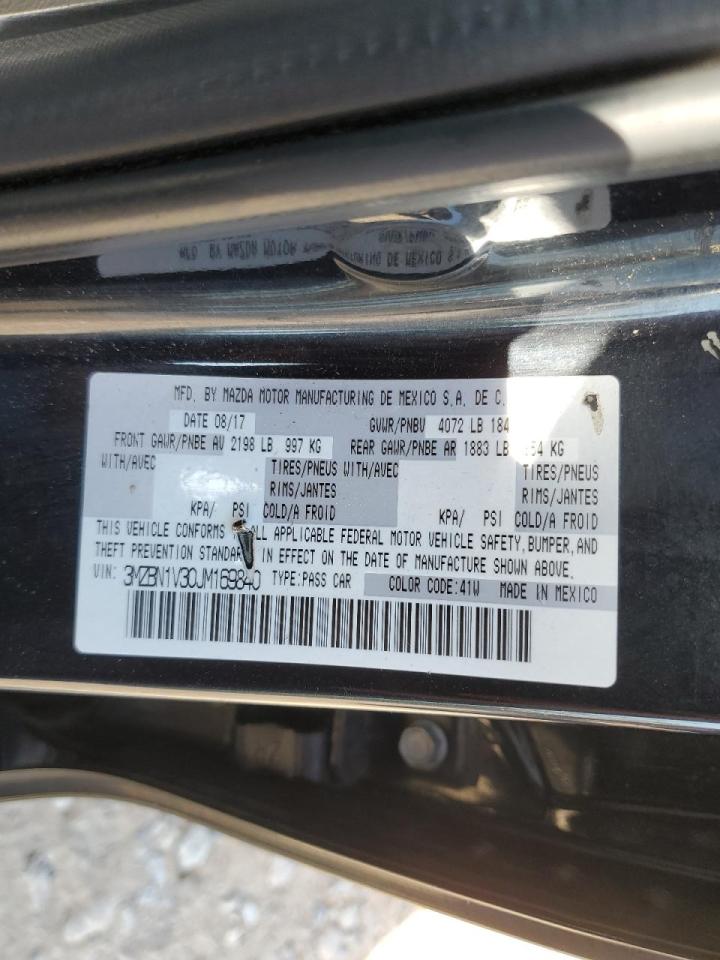 MFD. BY MAZDA MOTOR MANUFACTURING DE MEXICO S.A. DE C.
DATE 08/17 GVWR/PNBV 4072 LB 184
FRONT GAWR/PNBE AV 2198 LB, 997 KG REAR GAWR/PNBE AR 1883 LB 54 KG
WITH/AVEC TIRES/PNEUS WITH/AVEC TIRES/PNEUS
RIMS/JANTES RIMS/JANTES
KPA/ PSI COLD/A FROID KPA/ PSI COLD/A FROID
THIS VEHICLE CONFORMS ALL APPLICABLE FEDERAL MOTOR VEHICLE SAFETY, BUMPER, AND
THEFT PREVENTION STANDAR IN EFFECT ON THE DATE OF MANUFACTURE SHOWN ABOVE.
VIN: 3MZBN1V30JM169840 TYPE:PASS CAR COLOR CODE:41W MADE IN MEXICO